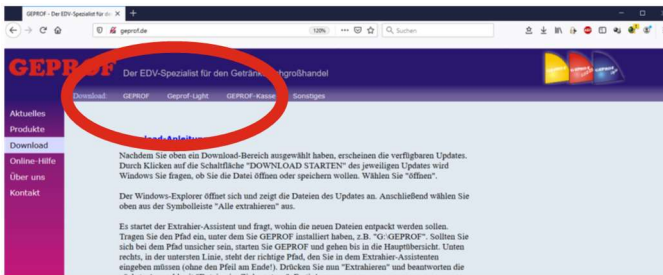 GEPROF - Der EDV-Spezialist für de
geprof.de
120%
Suchen
GEPROF
Der EDV-Spezialist für den
Download:
GEPROF
Geprof-Light
GEPROF-Kasse
Sonstiges
Aktuelles
Produkte
Download
Online-Hilfe
Über uns
Kontakt
Nachdem Sie oben ein Download-Bereich ausgewählt haben, erscheinen die verfügbaren Updates.
Durch Klicken auf die Schaltfläche "DOWNLOAD STARTEN" des jeweiligen Updates wird
Windows Sie fragen, ob Sie die Datei öffnen oder speichern wollen. Wählen Sie "öffnen".
Der Windows-Explorer öffnet sich und zeigt die Dateien des Updates an. Anschließend wählen Sie
oben aus der Symbolleiste "Alle extrahieren" aus.
Es startet der Extrahier-Assistent und fragt, wohin die neuen Dateien entpackt werden sollen.
Tragen Sie den Pfad ein, unter dem Sie GEPROF installiert haben, z.B. "G:\GEPROF". Sollten Sie
sich bei dem Pfad unsicher sein, starten Sie GEPROF und gehen bis in die Hauptübersicht. Unten
rechts, in der untersten Linie, steht der richtige Pfad, den Sie in dem Extrahier-Assistenten
eingeben müssen (ohne den Pfeil am Ende!). Drücken Sie nun "Extrahieren" und beantworten die